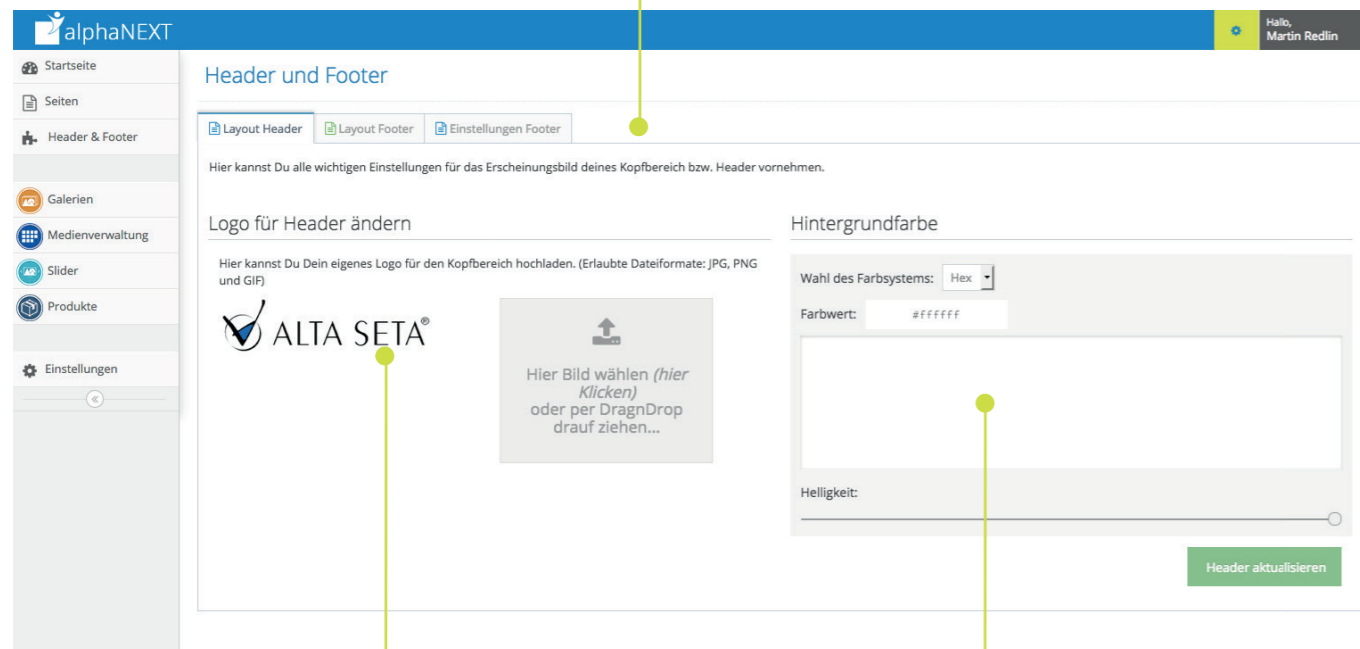 alphaNEXT
Hallo,
Martin Redlin
Startseite
Seiten
Header & Footer
Galerien
Medienverwaltung
Slider
Produkte
Einstellungen
Header und Footer
Layout Header
Layout Footer
Einstellungen Footer
Hier kannst Du alle wichtigen Einstellungen für das Erscheinungsbild deines Kopfbereich bzw. Header vornehmen.
Logo für Header ändern
Hier kannst Du Dein eigenes Logo für den Kopfbereich hochladen. (Erlaubte Dateiformate: JPG, PNG
und GIF)
ALTA SETA®
Hier Bild wählen (hier
Klicken)
oder per DragnDrop
drauf ziehen...
Hintergrundfarbe
Wahl des Farbsystems: Hex
Farbwert: #ffffff
Helligkeit:
Header aktualisieren